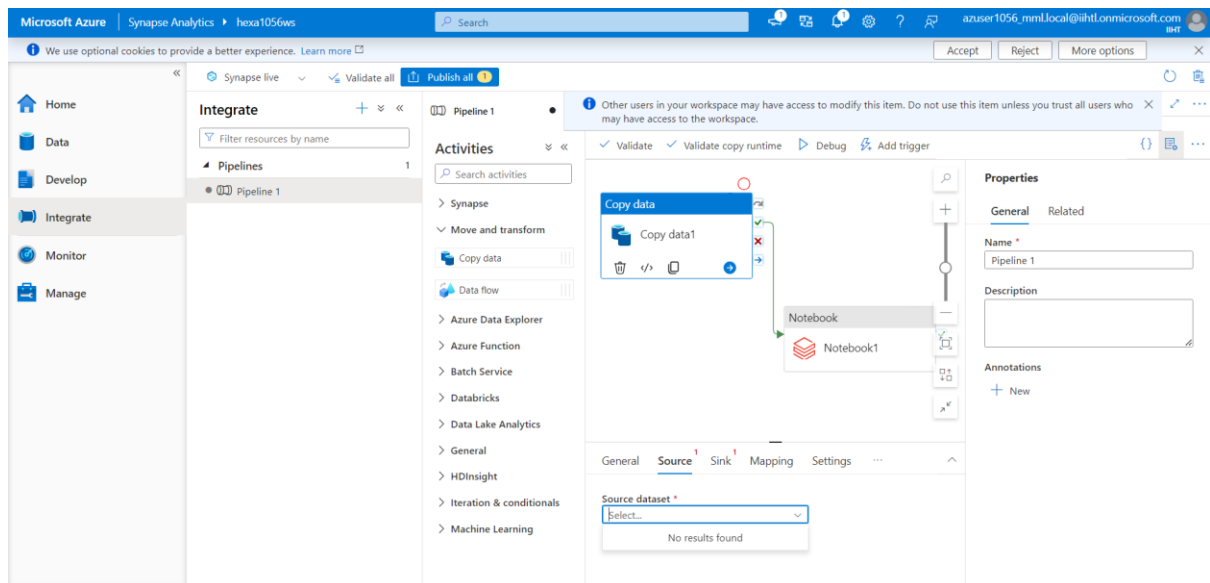 Microsoft Azure
Synapse Analytics
hexa1056ws
Search
1
1
azuser1056_mml.local@iihtl.onmicrosoft.com
IIHT
We use optional cookies to provide a better experience. Learn more
Accept
Reject
More options
Synapse live
Validate all
Publish all 1
Home
Data
Develop
Integrate
Monitor
Manage
Integrate
Filter resources by name
Pipelines
1
Pipeline 1
Pipeline 1
Other users in your workspace may have access to modify this item. Do not use this item unless you trust all users who
may have access to the workspace.
Activities
Search activities
Synapse
Move and transform
Copy data
Data flow
Azure Data Explorer
Azure Function
Batch Service
Databricks
Data Lake Analytics
General
HDInsight
Iteration & conditionals
Machine Learning
Validate
Validate copy runtime
Debug
Add trigger
Copy data
Copy data1
Notebook
Notebook1
General
Source 1
Sink 1
Mapping
Settings
Source dataset *
Select...
No results found
Properties
General
Related
Name *
Pipeline 1
Description
Annotations
New